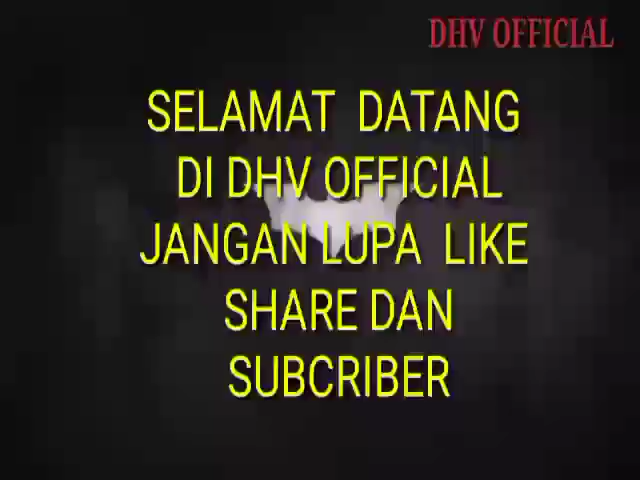 DHV OFFICIAL
SELAMAT DATANG
DI DHV OFFICIAL
JANGAN LUPA LIKE
SHARE DAN
SUBCRIBER